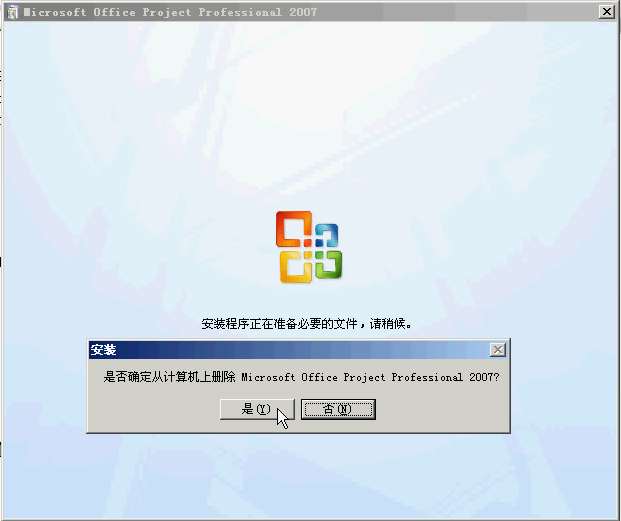 Microsoft Office Project Professional 2007
安装程序正在准备必要的文件，请稍候。
安装
是否确定从计算机上删除 Microsoft Office Project Professional 2007?
是(Y)
否(N)